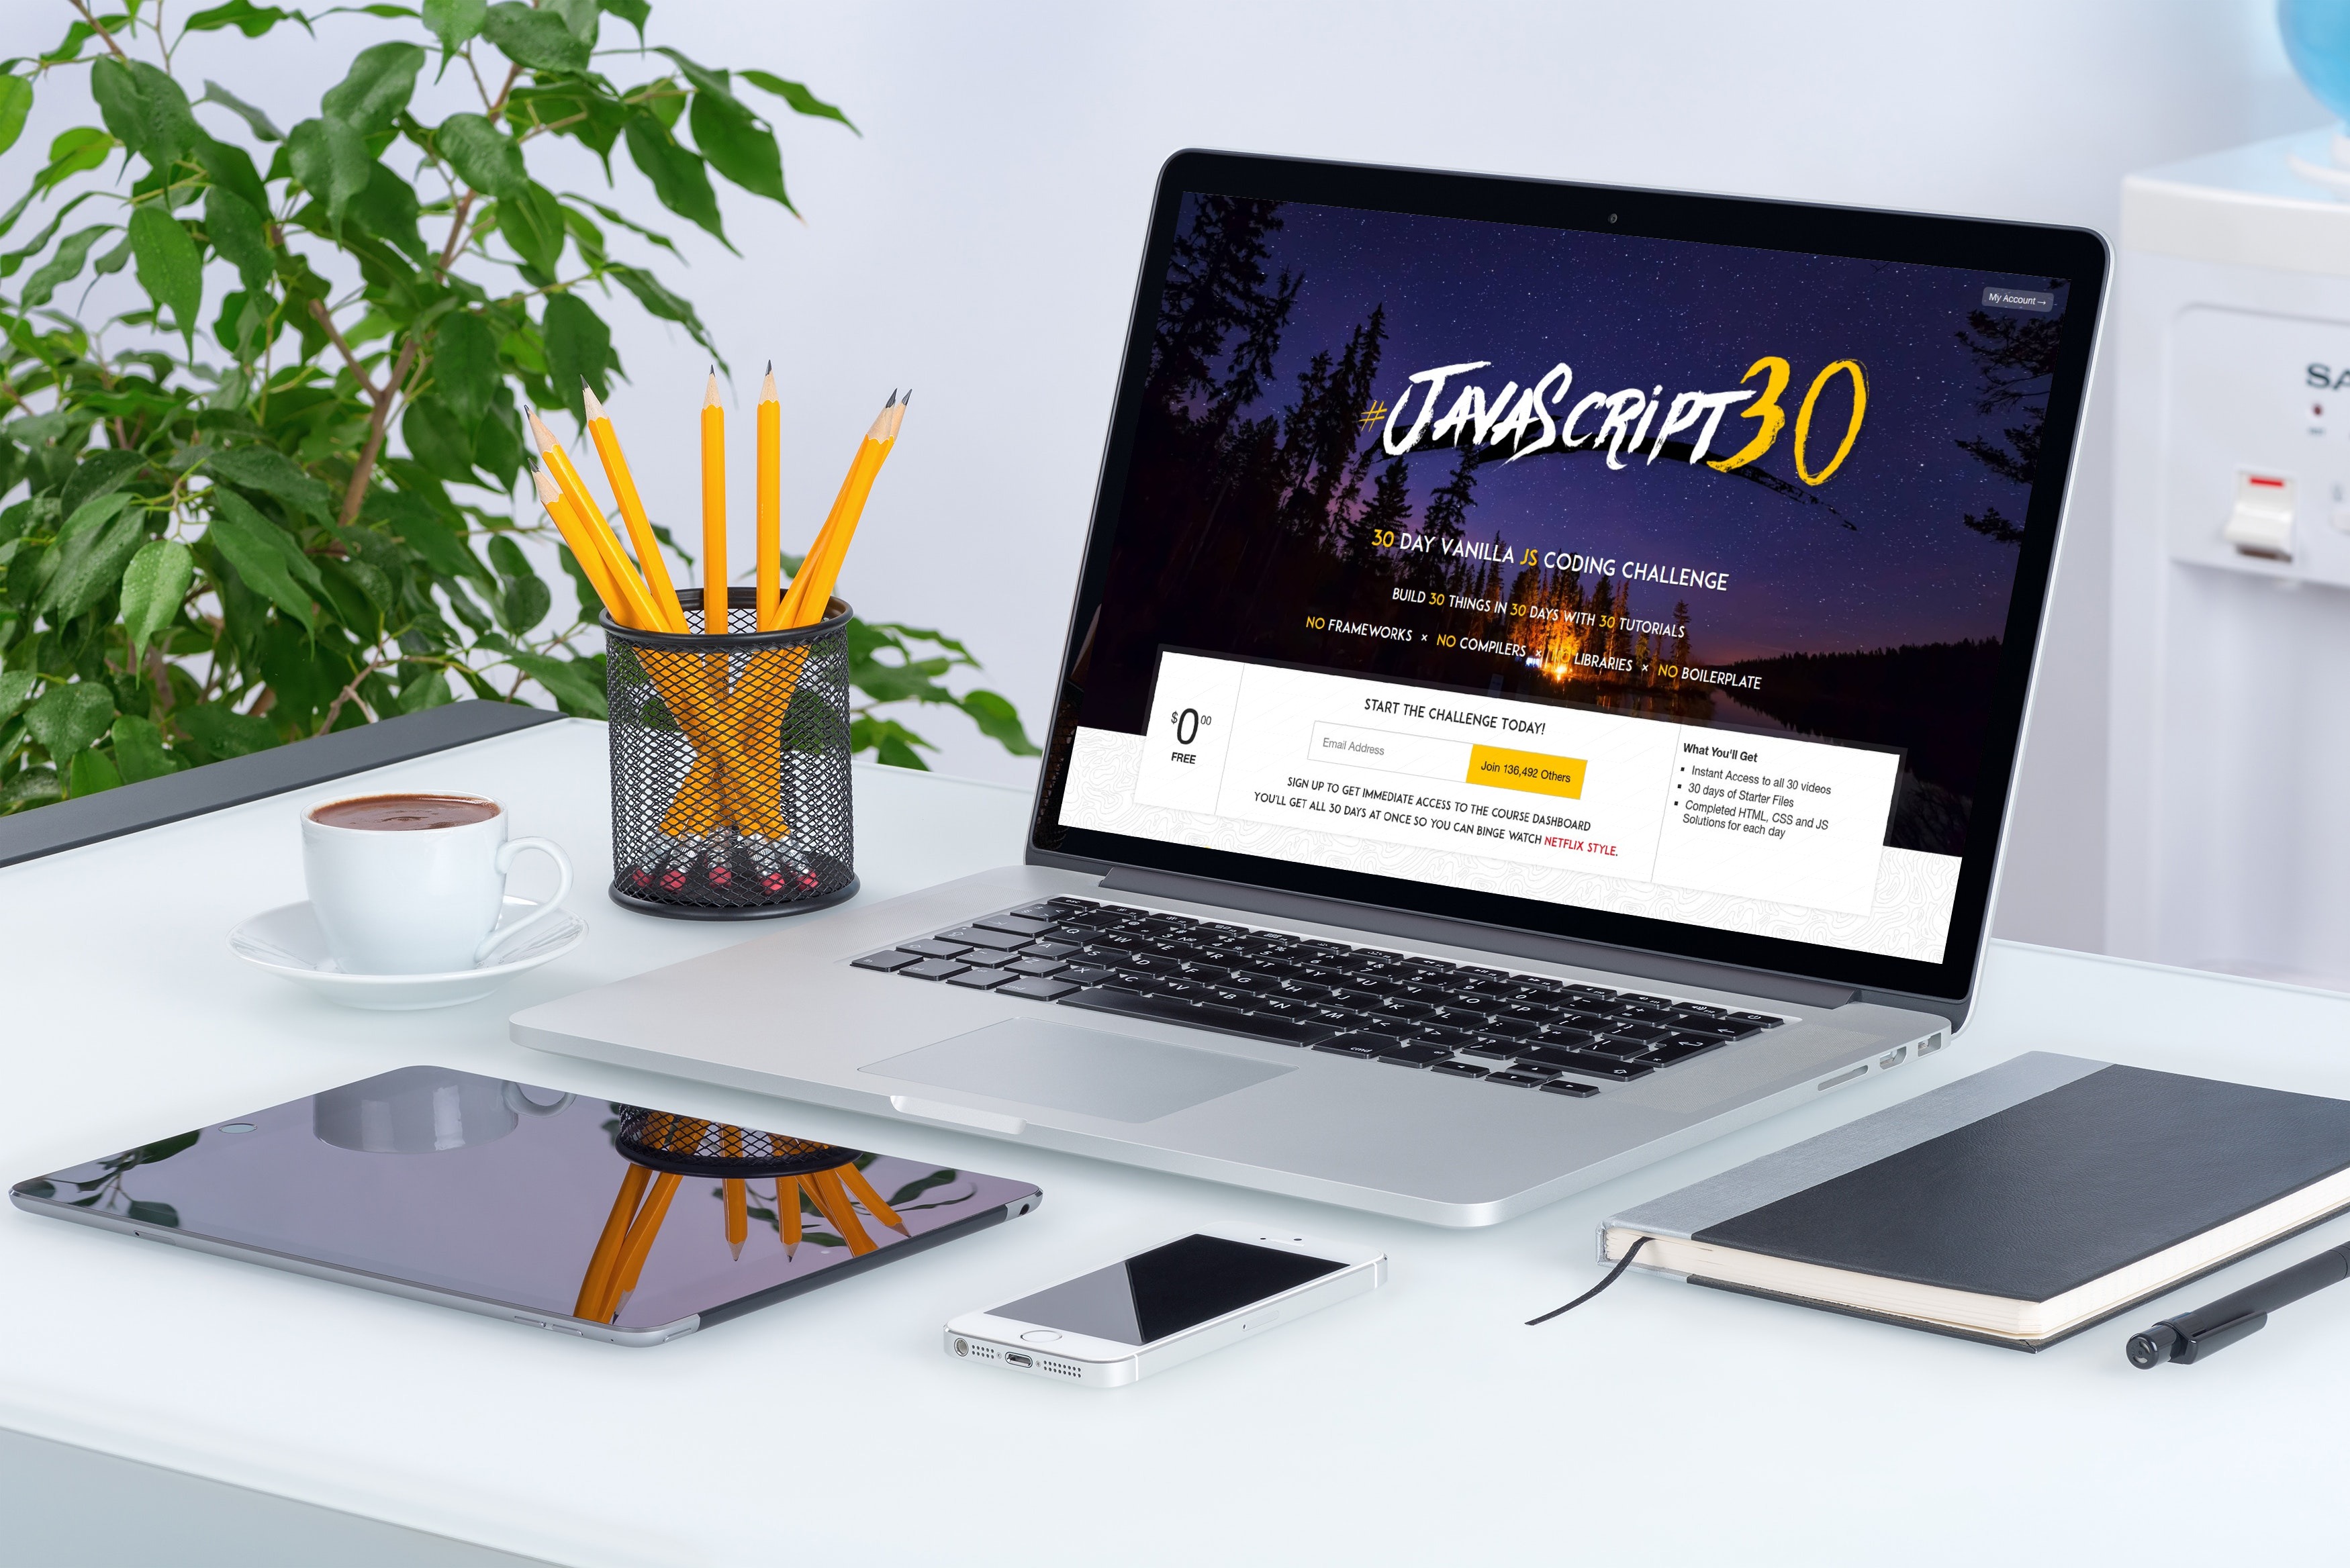 My Account →
#JAVASCRIPT30
30 DAY VANILLA JS CODING CHALLENGE
BUILD 30 THINGS IN 30 DAYS WITH 30 TUTORIALS
NO FRAMEWORKS × NO COMPILERS × NO LIBRARIES × NO BOILERPLATE
$0 00
FREE
START THE CHALLENGE TODAY!
Email Address
Join 136,492 Others
SIGN UP TO GET IMMEDIATE ACCESS TO THE COURSE DASHBOARD
YOU'LL GET ALL 30 DAYS AT ONCE SO YOU CAN BINGE WATCH NETFLIX STYLE.
What You'll Get
▪ Instant Access to all 30 videos
▪ 30 days of Starter Files
▪ Completed HTML, CSS and JS
Solutions for each day
SA